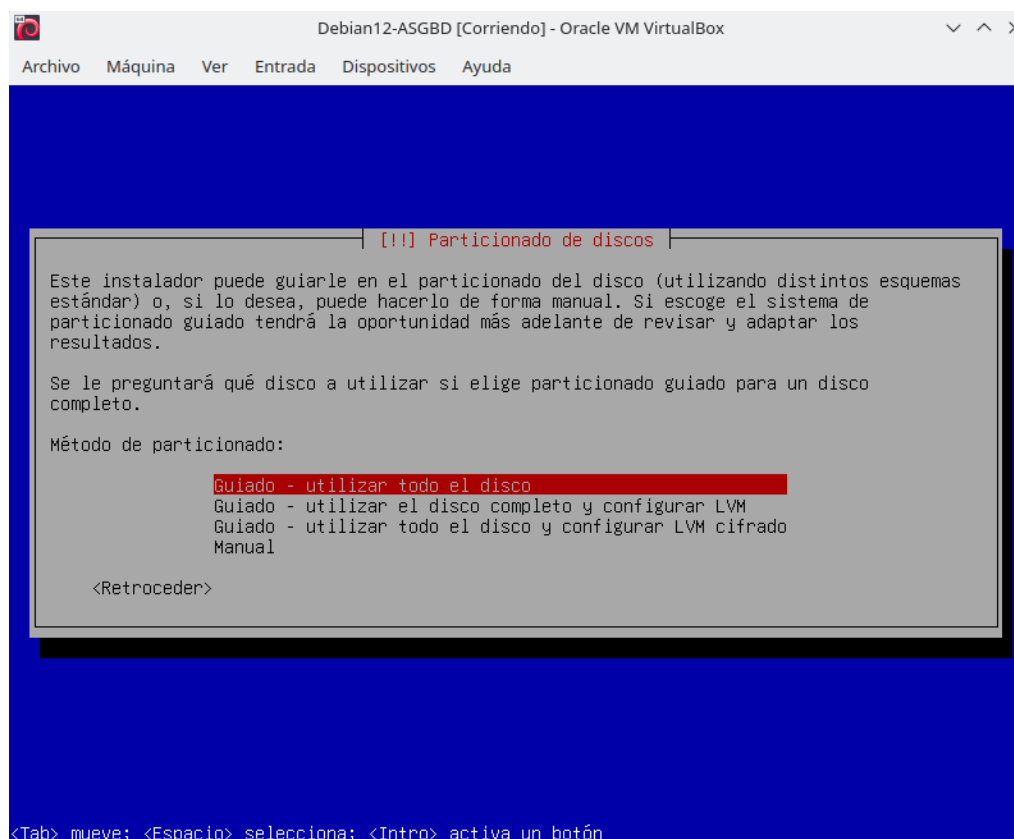 Debian12-ASGBD [Corriendo] - Oracle VM VirtualBox
Archivo Máquina Ver Entrada Dispositivos Ayuda
[!!] Particionado de discos
Este instalador puede guiarle en el particionado del disco (utilizando distintos esquemas
estándar) o, si lo desea, puede hacerlo de forma manual. Si escoge el sistema de
particionado guiado tendrá la oportunidad más adelante de revisar y adaptar los
resultados.
Se le preguntará qué disco a utilizar si elige particionado guiado para un disco
completo.
Método de particionado:
Guiado - utilizar todo el disco
Guiado - utilizar el disco completo y configurar LVM
Guiado - utilizar todo el disco y configurar LVM cifrado
Manual
<Retroceder>
<Tab> mueve; <Espacio> selecciona; <Intro> activa un botón